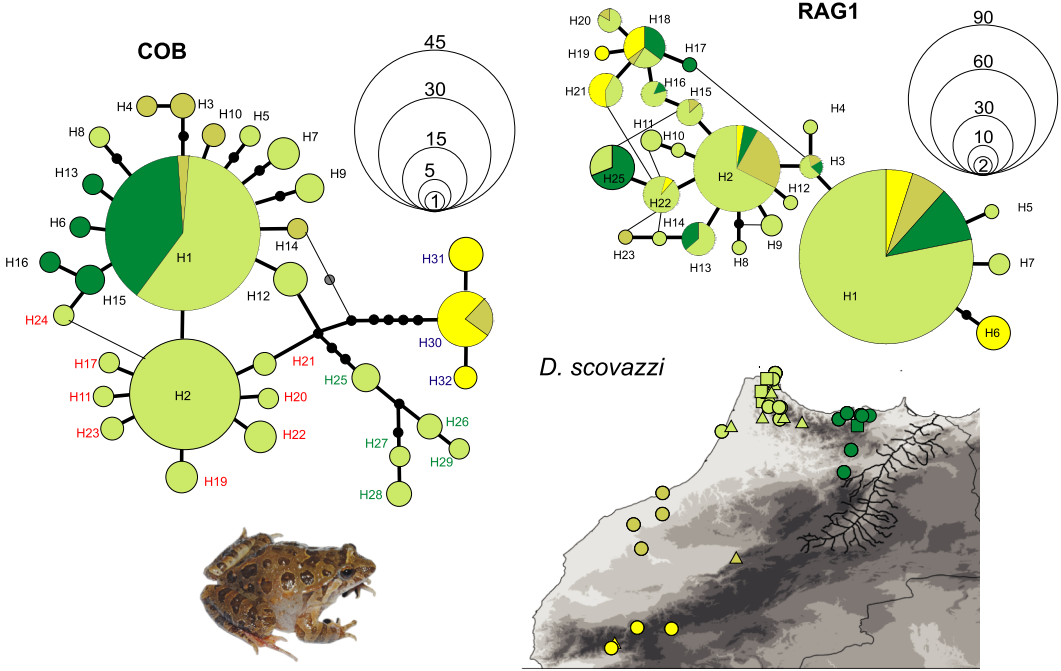 COB
45
30
15
5
1
H4
H3
H10
H5
H7
H8
H13
H9
H6
H14
H1
H16
H15
H12
H24
H31
H30
H32
H17
H21
H25
H11
H2
H20
H26
H23
H22
H27
H29
H19
H28
RAG1
90
60
30
10
2
H20
H18
H19
H17
H21
H16
H15
H4
H11
H10
H3
H25
H2
H12
H22
H5
H14
H9
H23
H13
H8
H7
H1
H6
D. scovazzi